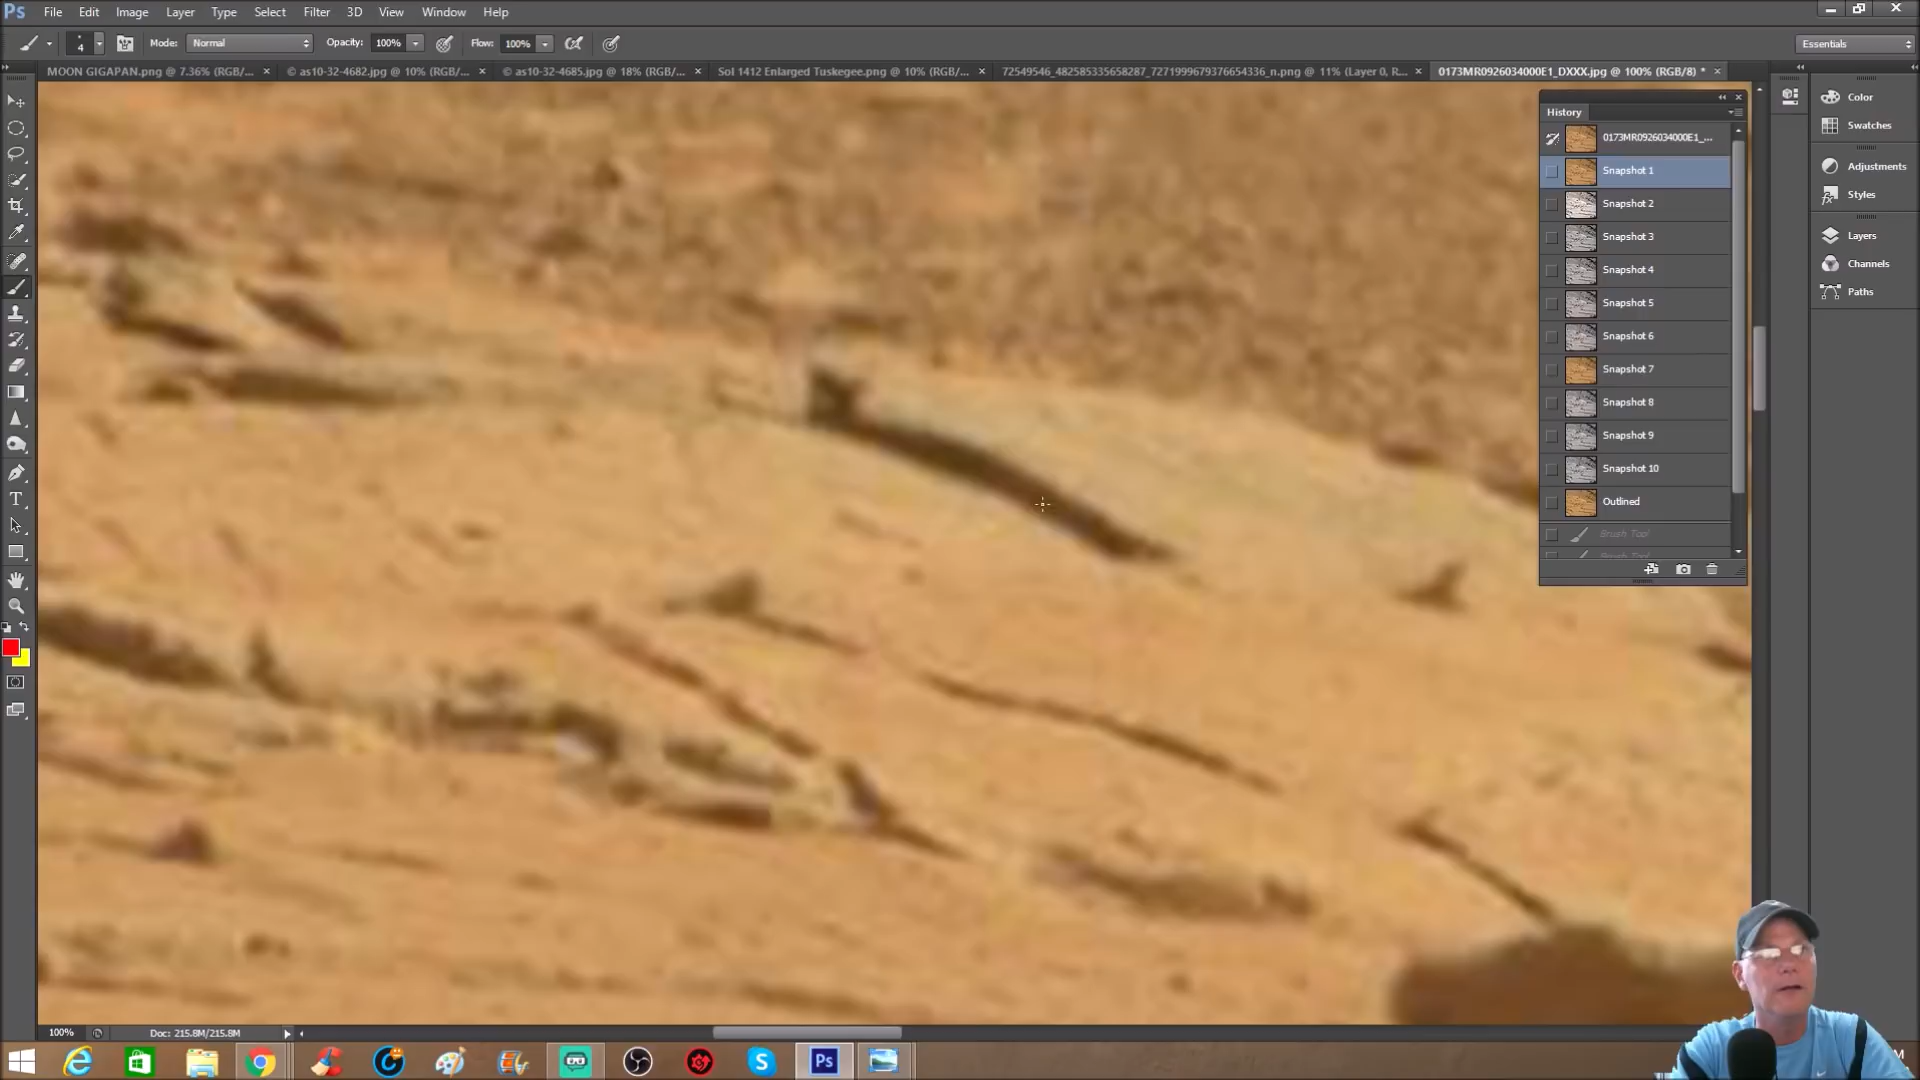 Ps File Edit Image Layer Type Select Filter 3D View Window Help
4 Mode: Normal Opacity: 100% Flow: 100% Essentials
MOON GIGAPAN.png @ 7.36% (RGB/... × © as10-32-4682.jpg @ 10% (RGB/... × © as10-32-4685.jpg @ 18% (RGB/... × Sol 1412 Enlarged Tuskegee.png @ 10% (RGB/... × 72549546_482585335658287_7271999679376654336_n.png @ 11% (Layer 0, R... × 0173MR0926034000E1_DXXX.jpg @ 100% (RGB/8) * ×
History
0173MR0926034000E1_...
Snapshot 1
Snapshot 2
Snapshot 3
Snapshot 4
Snapshot 5
Snapshot 6
Snapshot 7
Snapshot 8
Snapshot 9
Snapshot 10
Outlined
Brush Tool
Brush Tool
Color
Swatches
Adjustments
Styles
Layers
Channels
Paths
100% Doc: 215.8M/215.8M
Ps